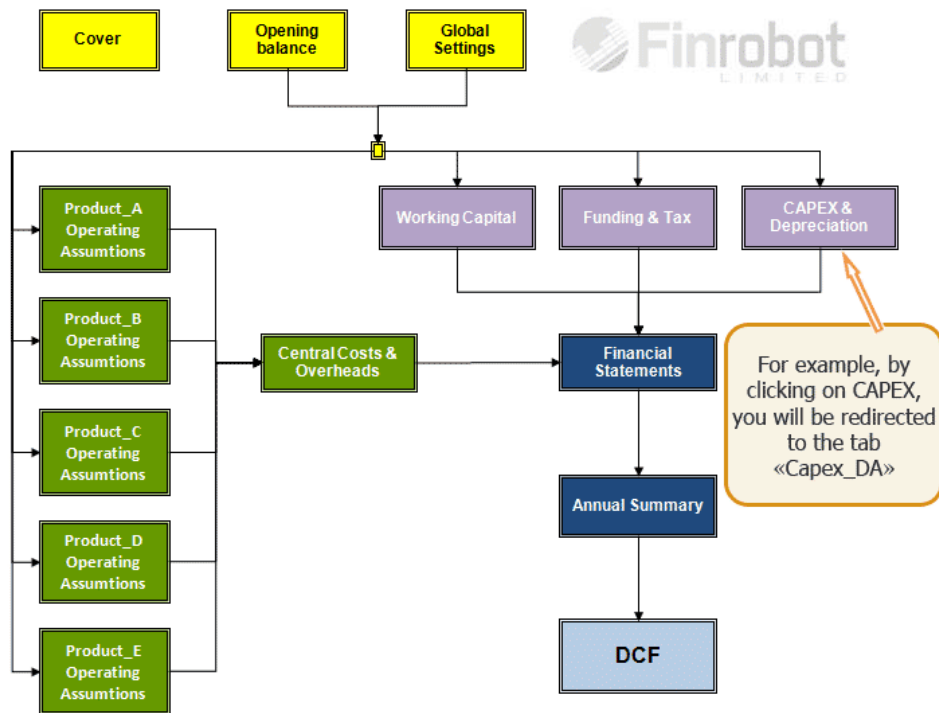 Cover
Opening
balance
Global
Settings
Finrobot
LIMITED
Product_A
Operating
Assumtions
Working Capital
Funding & Tax
CAPEX &
Depreciation
Product_B
Operating
Assumtions
Central Costs &
Overheads
Financial
Statements
For example, by
clicking on CAPEX,
you will be redirected
to the tab
«Capex_DA»
Product_C
Operating
Assumtions
Annual Summary
Product_D
Operating
Assumtions
Product_E
Operating
Assumtions
DCF